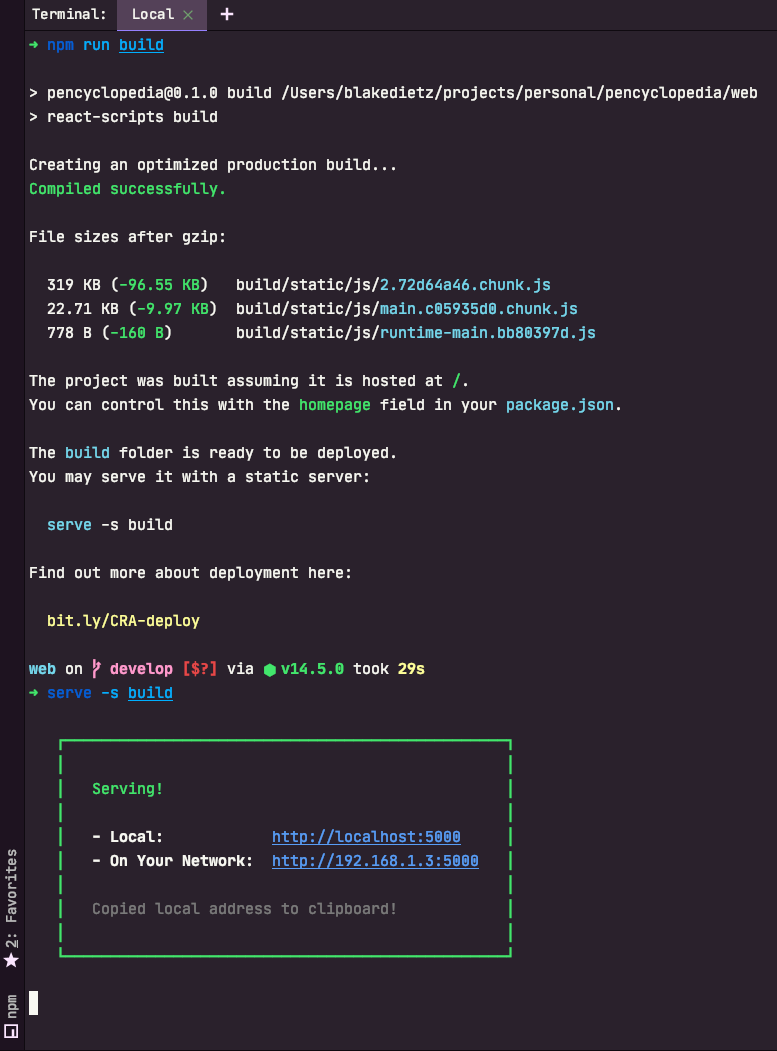 Terminal: Local × +
➜ npm run build
> pencyclopedia@0.1.0 build /Users/blakedietz/projects/personal/pencyclopedia/web
> react-scripts build
Creating an optimized production build...
Compiled successfully.
File sizes after gzip:
319 KB (-96.55 KB) build/static/js/2.72d64a46.chunk.js
22.71 KB (-9.97 KB) build/static/js/main.c05935d0.chunk.js
778 B (-160 B) build/static/js/runtime-main.bb80397d.js
The project was built assuming it is hosted at /.
You can control this with the homepage field in your package.json.
The build folder is ready to be deployed.
You may serve it with a static server:
serve -s build
Find out more about deployment here:
bit.ly/CRA-deploy
web on develop [$?] via ⬢ v14.5.0 took 29s
➜ serve -s build
Serving!
- Local: http://localhost:5000
- On Your Network: http://192.168.1.3:5000
Copied local address to clipboard!
2: Favorites
npm